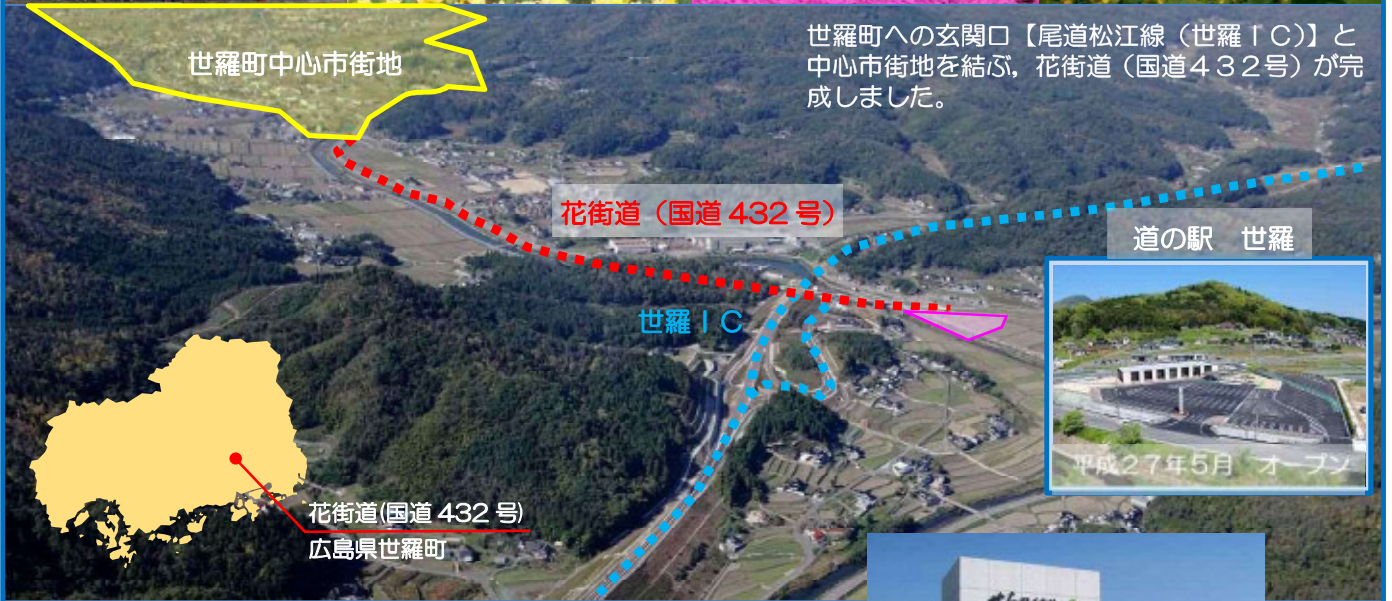 世羅町中心市街地
世羅町への玄関口【尾道松江線（世羅ＩＣ）】と
中心市街地を結ぶ，花街道（国道４３２号）が完
成しました。
花街道（国道 432 号）
道の駅　世羅
世羅ＩＣ
平成２７年５月　オープン
花街道(国道 432 号)
広島県世羅町